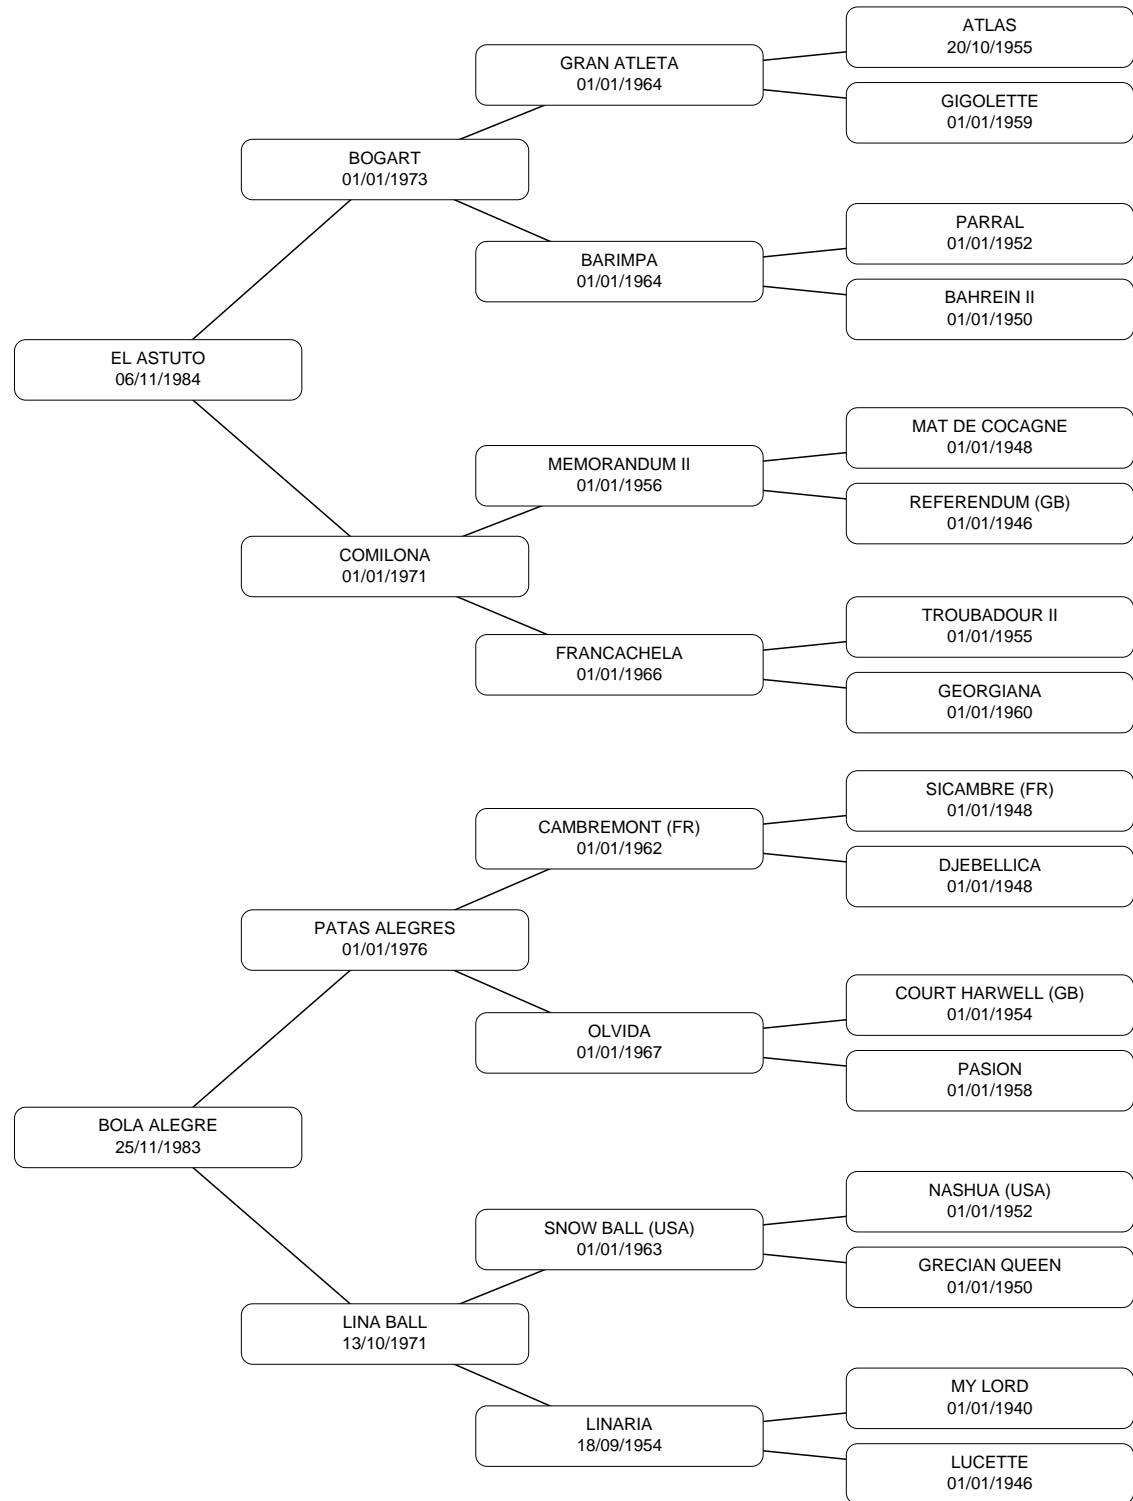 ATLAS
20/10/1955
GRAN ATLETA
01/01/1964
GIGOLETTE
01/01/1959
BOGART
01/01/1973
PARRAL
01/01/1952
BARIMPA
01/01/1964
BAHREIN II
01/01/1950
EL ASTUTO
06/11/1984
MAT DE COCAGNE
01/01/1948
MEMORANDUM II
01/01/1956
REFERENDUM (GB)
01/01/1946
COMILONA
01/01/1971
TROUBADOUR II
01/01/1955
FRANCACHELA
01/01/1966
GEORGIANA
01/01/1960
SICAMBRE (FR)
01/01/1948
CAMBREMONT (FR)
01/01/1962
DJEBELLICA
01/01/1948
PATAS ALEGRES
01/01/1976
COURT HARWELL (GB)
01/01/1954
OLVIDA
01/01/1967
PASION
01/01/1958
BOLA ALEGRE
25/11/1983
NASHUA (USA)
01/01/1952
SNOW BALL (USA)
01/01/1963
GRECIAN QUEEN
01/01/1950
LINA BALL
13/10/1971
MY LORD
01/01/1940
LINARIA
18/09/1954
LUCETTE
01/01/1946